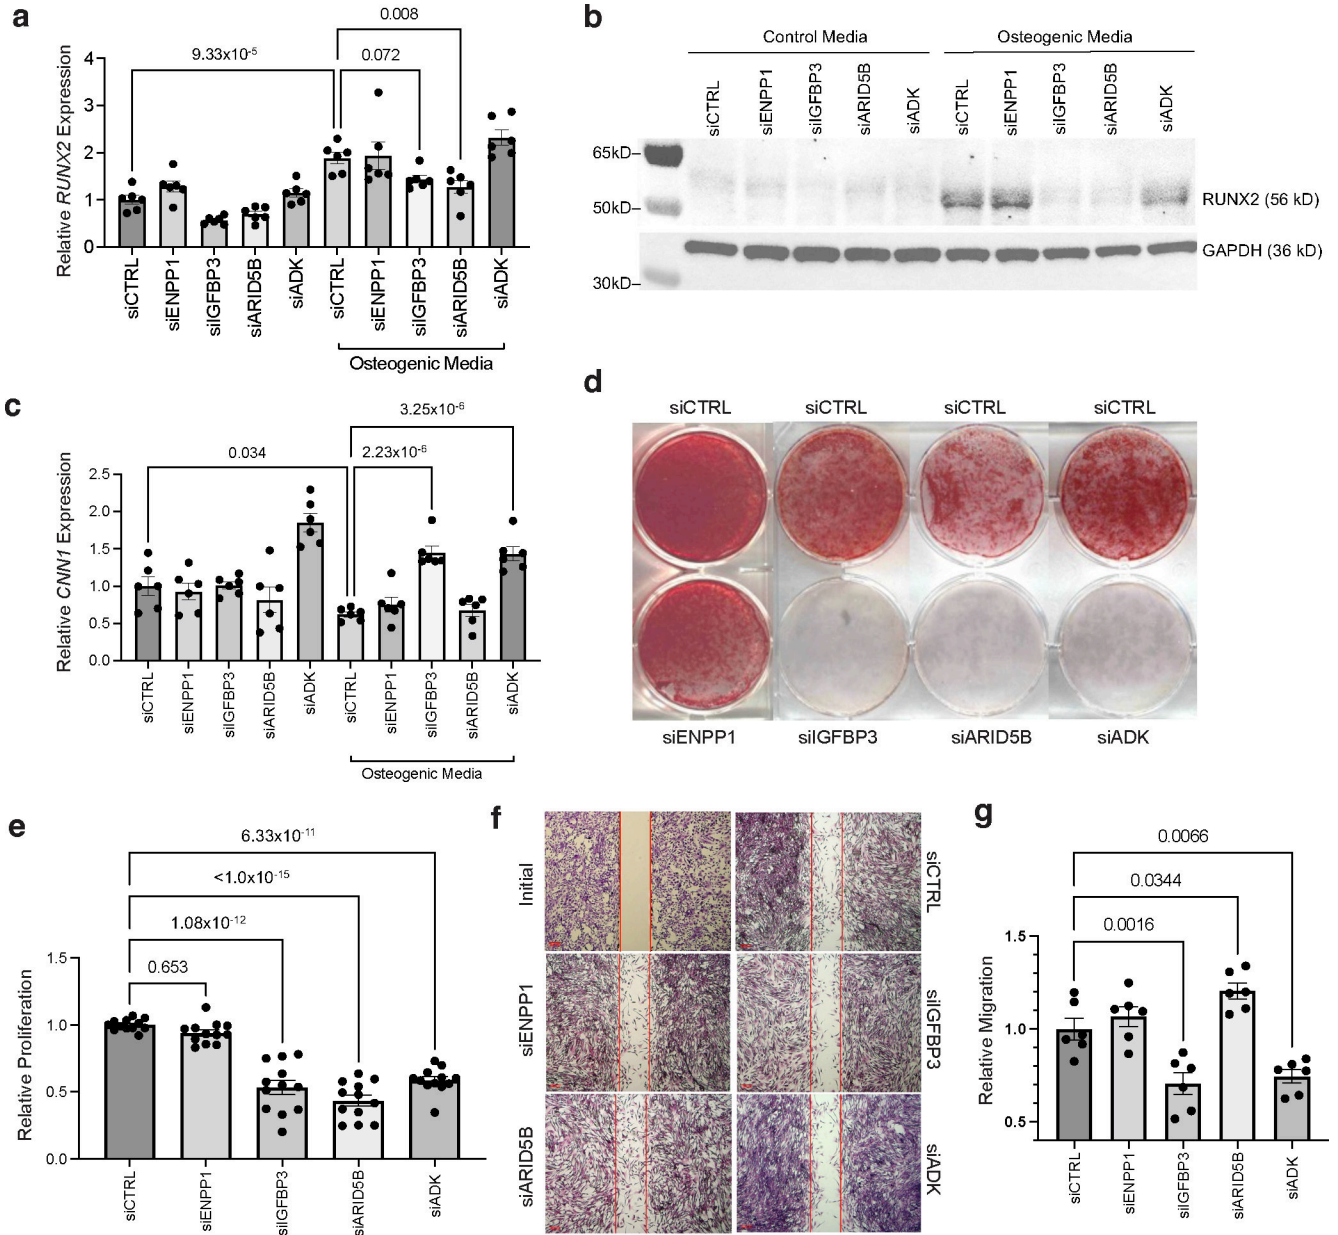 a
0.008
9.33x10-5
0.072
Relative RUNX2 Expression
4
3
2
1
0
siCTRL
siENPP1
siIGFBP3
siARID5B
siADK
siCTRL
siENPP1
siIGFBP3
siARID5B
siADK
Osteogenic Media
b
Control Media
Osteogenic Media
siCTRL
siENPP1
siIGFBP3
siARID5B
siADK
siCTRL
siENPP1
siIGFBP3
siARID5B
siADK
65kD
50kD
30kD
RUNX2 (56 kD)
GAPDH (36 kD)
c
3.25x10-6
0.034
2.23x10-6
Relative CNN1 Expression
2.5
2.0
1.5
1.0
0.5
0.0
siCTRL
siENPP1
siIGFBP3
siARID5B
siADK
siCTRL
siENPP1
siIGFBP3
siARID5B
siADK
Osteogenic Media
d
siCTRL
siCTRL
siCTRL
siCTRL
siENPP1
siIGFBP3
siARID5B
siADK
e
6.33x10-11
<1.0x10-15
1.08x10-12
0.653
Relative Proliferation
1.5
1.0
0.5
0.0
siCTRL
siENPP1
siIGFBP3
siARID5B
siADK
f
Initial
siCTRL
siENPP1
siIGFBP3
siARID5B
siADK
g
0.0066
0.0344
0.0016
Relative Migration
1.5
1.0
0.5
siCTRL
siENPP1
siIGFBP3
siARID5B
siADK